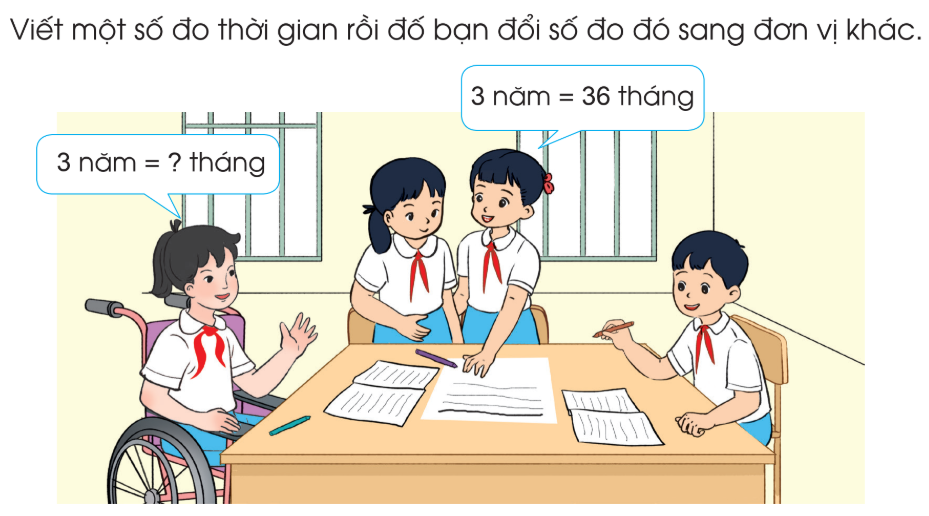 Viết một số đo thời gian rồi đố bạn đổi số đo đó sang đơn vị khác.
3 năm = ? tháng
3 năm = 36 tháng